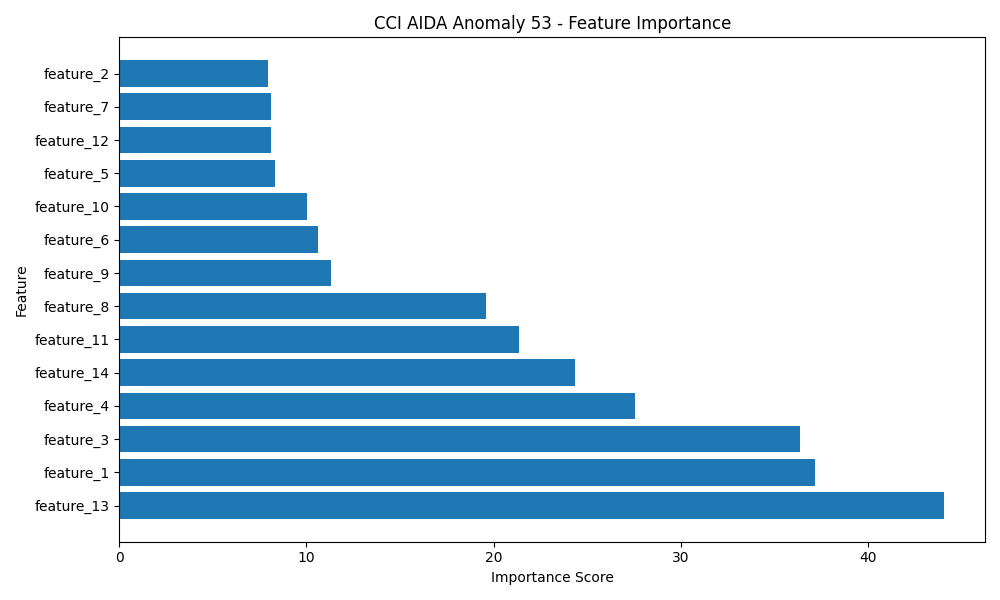 CCI AIDA Anomaly 53 - Feature Importance
feature_2
feature_7
feature_12
feature_5
feature_10
feature_6
feature_9
feature_8
feature_11
feature_14
feature_4
feature_3
feature_1
feature_13
Feature
0 10 20 30 40
Importance Score